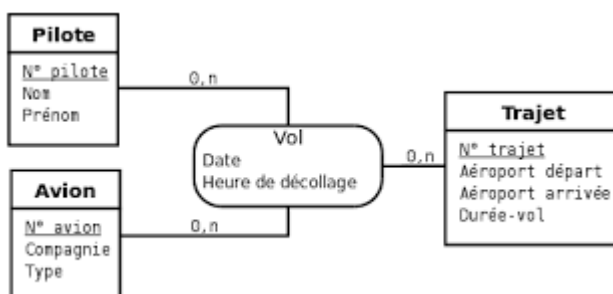 Pilote
N° pilote
Nom
Prénom
0,n
Vol
Date
Heure de décollage
0,n
Trajet
N° trajet
Aéroport départ
Aéroport arrivée
Durée-vol
Avion
N° avion
Compagnie
Type
0,n